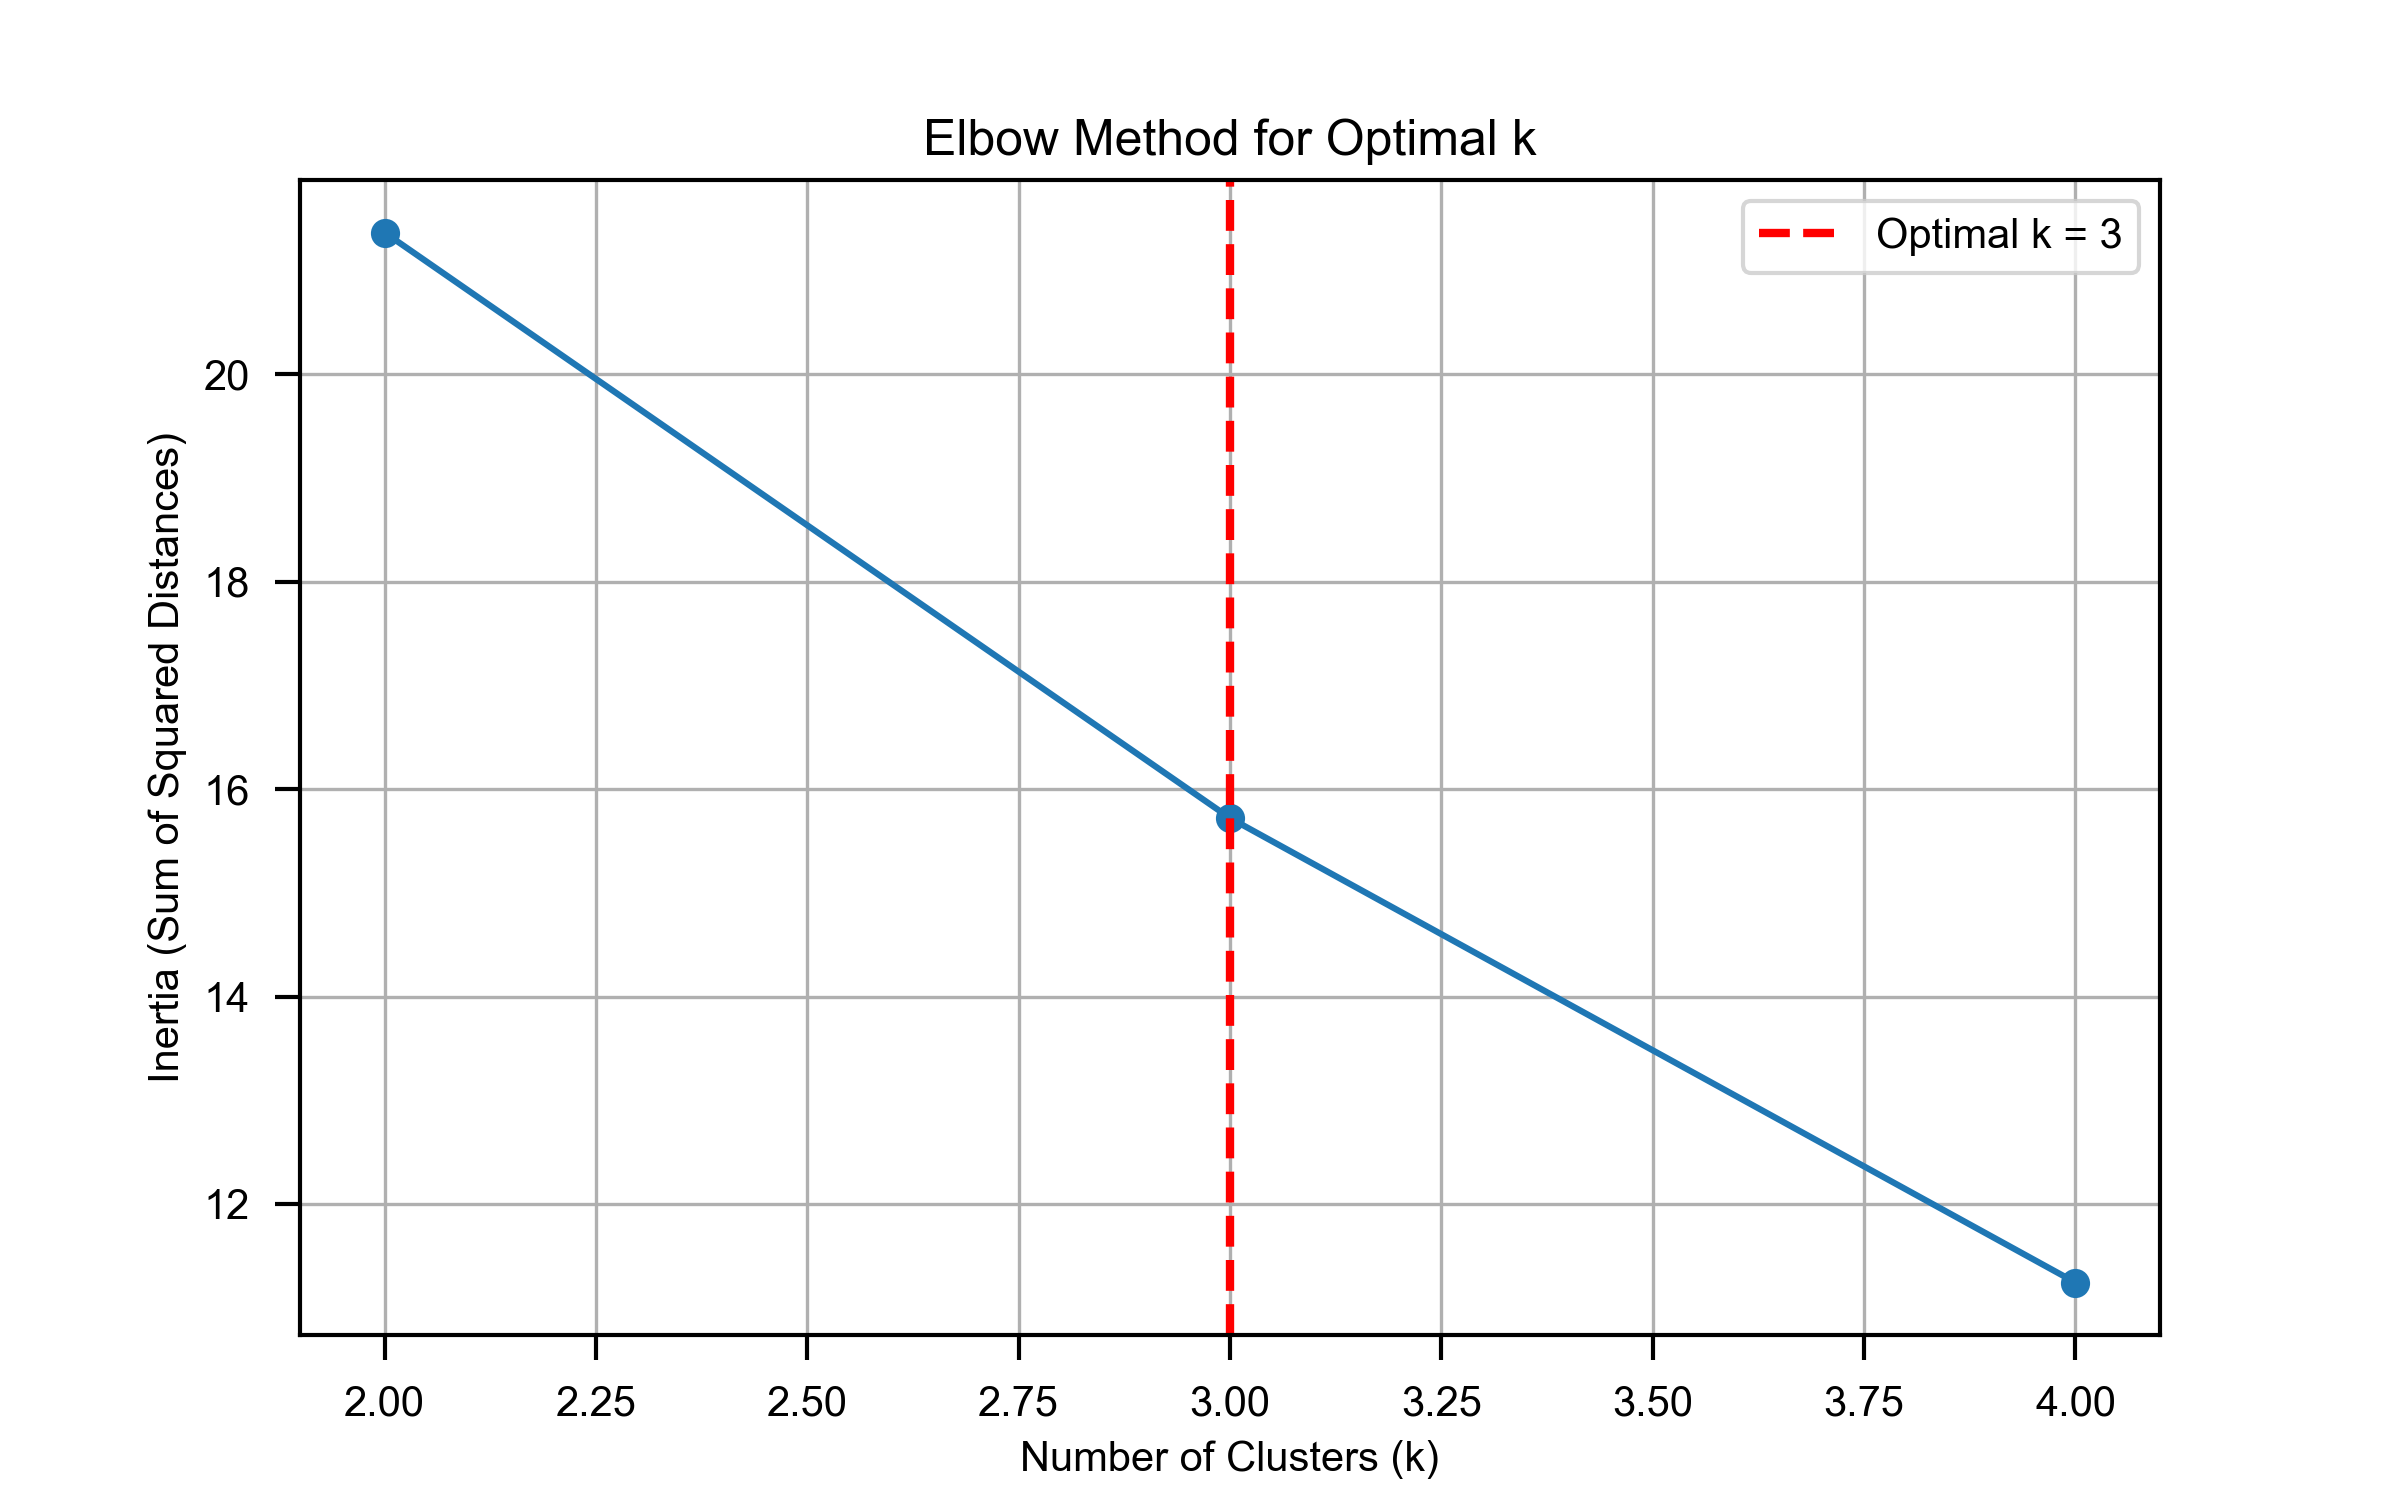 Elbow Method for Optimal k
Optimal k = 3
Inertia (Sum of Squared Distances)
20
18
16
14
12
2.00 2.25 2.50 2.75 3.00 3.25 3.50 3.75 4.00
Number of Clusters (k)